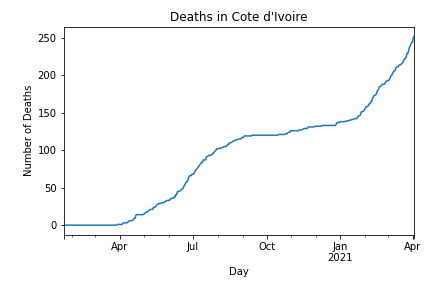 Deaths in Cote d'Ivoire
Number of Deaths
250
200
150
100
50
0
Apr
Jul
Oct
Jan
2021
Apr
Day